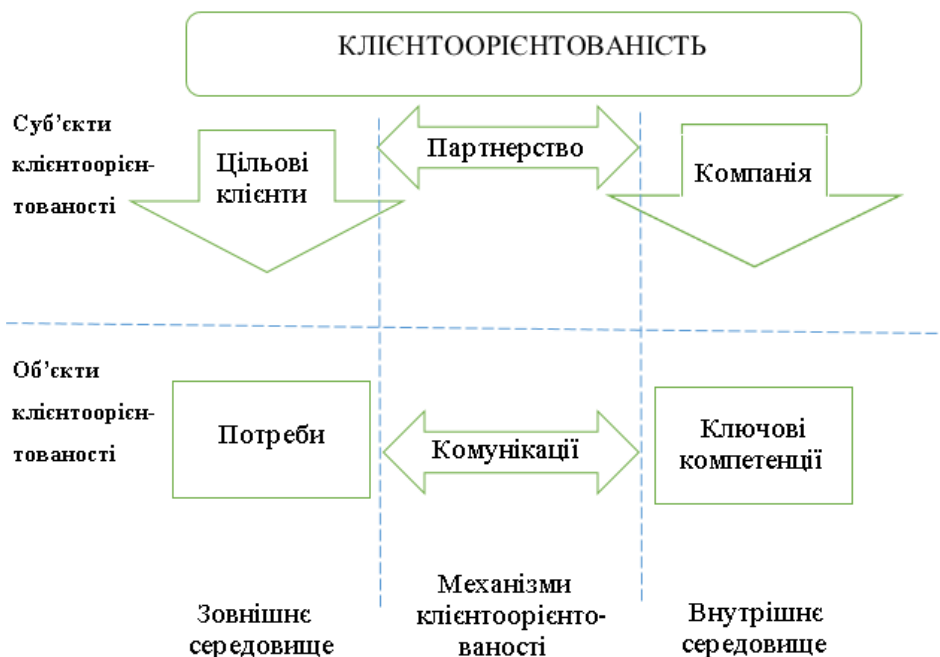 КЛІЄНТООРІЄНТОВАНІСТЬ
Суб’єкти
клієнтоорієн-
тованості
Цільові
клієнти
Партнерство
Компанія
Об’єкти
клієнтоорієн-
тованості
Потреби
Комунікації
Ключові
компетенції
Зовнішнє
середовище
Механізми
клієнтоорієнто-
ваності
Внутрішнє
середовище